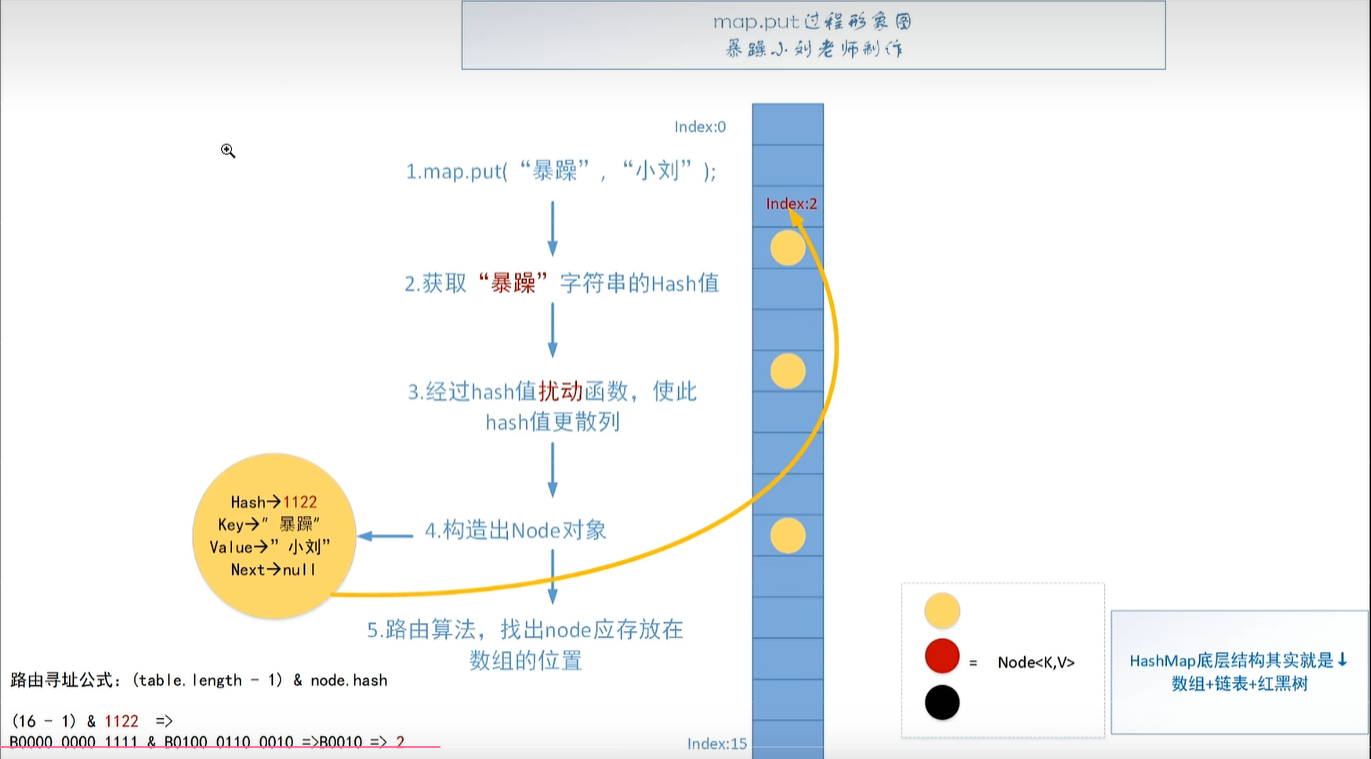 map.put过程形象图
暴躁小刘老师制作
Index:0
1.map.put(“暴躁”,“小刘”);
Index:2
2.获取“暴躁”字符串的Hash值
3.经过hash值扰动函数，使此
hash值更散列
Hash→1122
Key→”暴躁”
Value→”小刘”
Next→null
4.构造出Node对象
5.路由算法，找出node应存放在
数组的位置
路由寻址公式：(table.length - 1) & node.hash
(16 - 1) & 1122 =>
B0000 0000 1111 & B0100 0110 0010 =>B0010 => 2
Index:15
= Node<K,V>
HashMap底层结构其实就是↓
数组+链表+红黑树